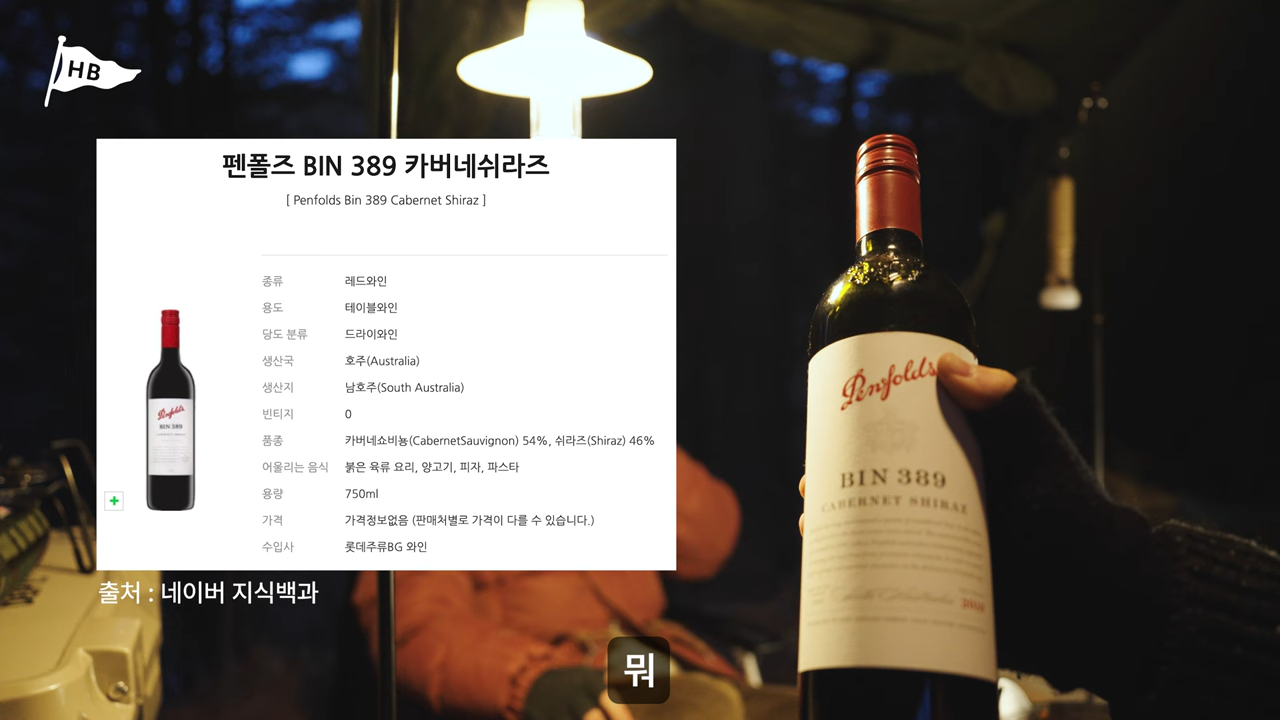 HB
펜폴즈 BIN 389 카버네쉬라즈
[ Penfolds Bin 389 Cabernet Shiraz ]
종류 레드와인
용도 테이블와인
당도 분류 드라이와인
생산국 호주(Australia)
생산지 남호주(South Australia)
빈티지 0
품종 카버네쇼비뇽(CabernetSauvignon) 54%, 쉬라즈(Shiraz) 46%
어울리는 음식 붉은 육류 요리, 양고기, 피자, 파스타
용량 750ml
가격 가격정보없음 (판매처별로 가격이 다를 수 있습니다.)
수입사 롯데주류BG 와인
Penfolds
BIN 389
출처 : 네이버 지식백과
Penfolds
BIN 389
CABERNET SHIRAZ
뭐